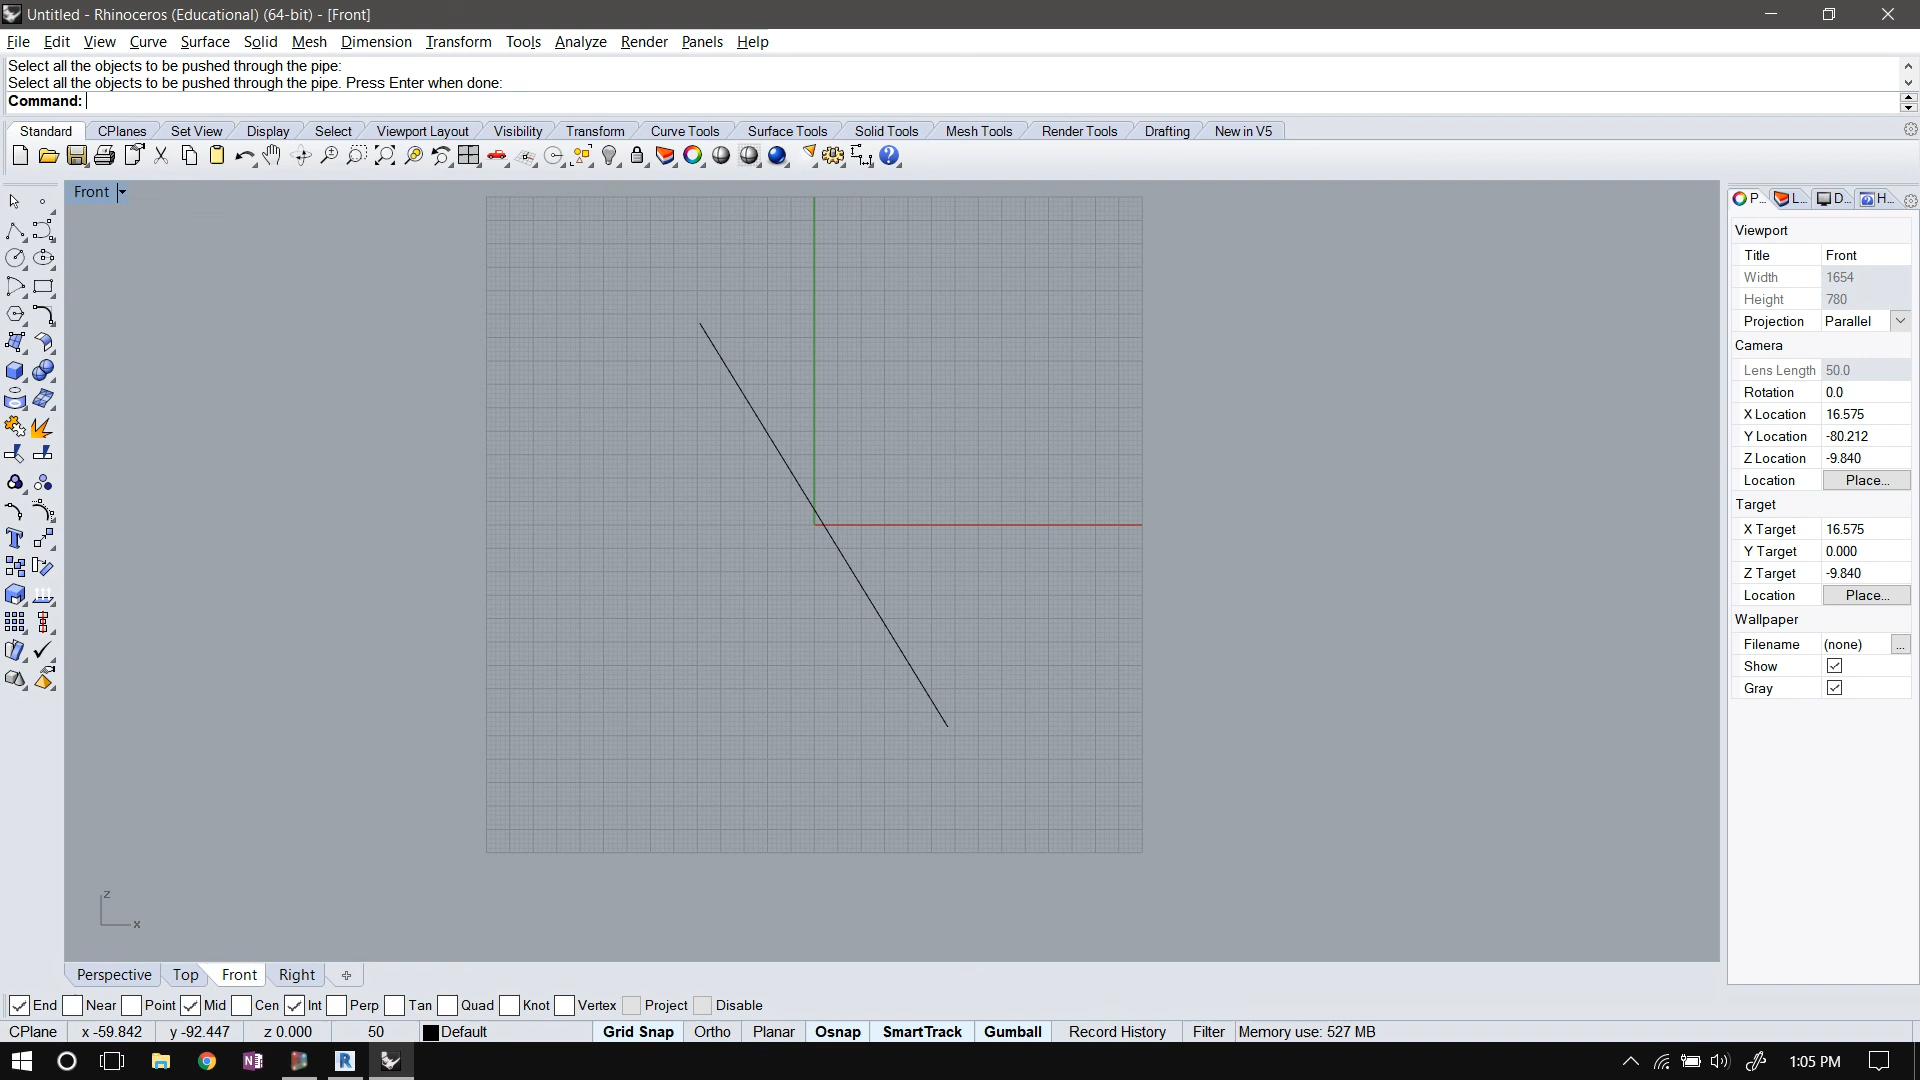 Untitled - Rhinoceros (Educational) (64-bit) - [Front]
File Edit View Curve Surface Solid Mesh Dimension Transform Tools Analyze Render Panels Help
Select all the objects to be pushed through the pipe:
Select all the objects to be pushed through the pipe. Press Enter when done:
Command:
Standard CPlanes Set View Display Select Viewport Layout Visibility Transform Curve Tools Surface Tools Solid Tools Mesh Tools Render Tools Drafting New in V5
Front
P... L... D... H...
Viewport
Title Front
Width 1654
Height 780
Projection Parallel
Camera
Lens Length 50.0
Rotation 0.0
X Location 16.575
Y Location -80.212
Z Location -9.840
Location Place...
Target
X Target 16.575
Y Target 0.000
Z Target -9.840
Location Place...
Wallpaper
Filename (none) ...
Show
Gray
z
x
Perspective Top Front Right
End Near Point Mid Cen Int Perp Tan Quad Knot Vertex Project Disable
CPlane x -59.842 y -92.447 z 0.000 50 Default Grid Snap Ortho Planar Osnap SmartTrack Gumball Record History Filter Memory use: 527 MB
1:05 PM